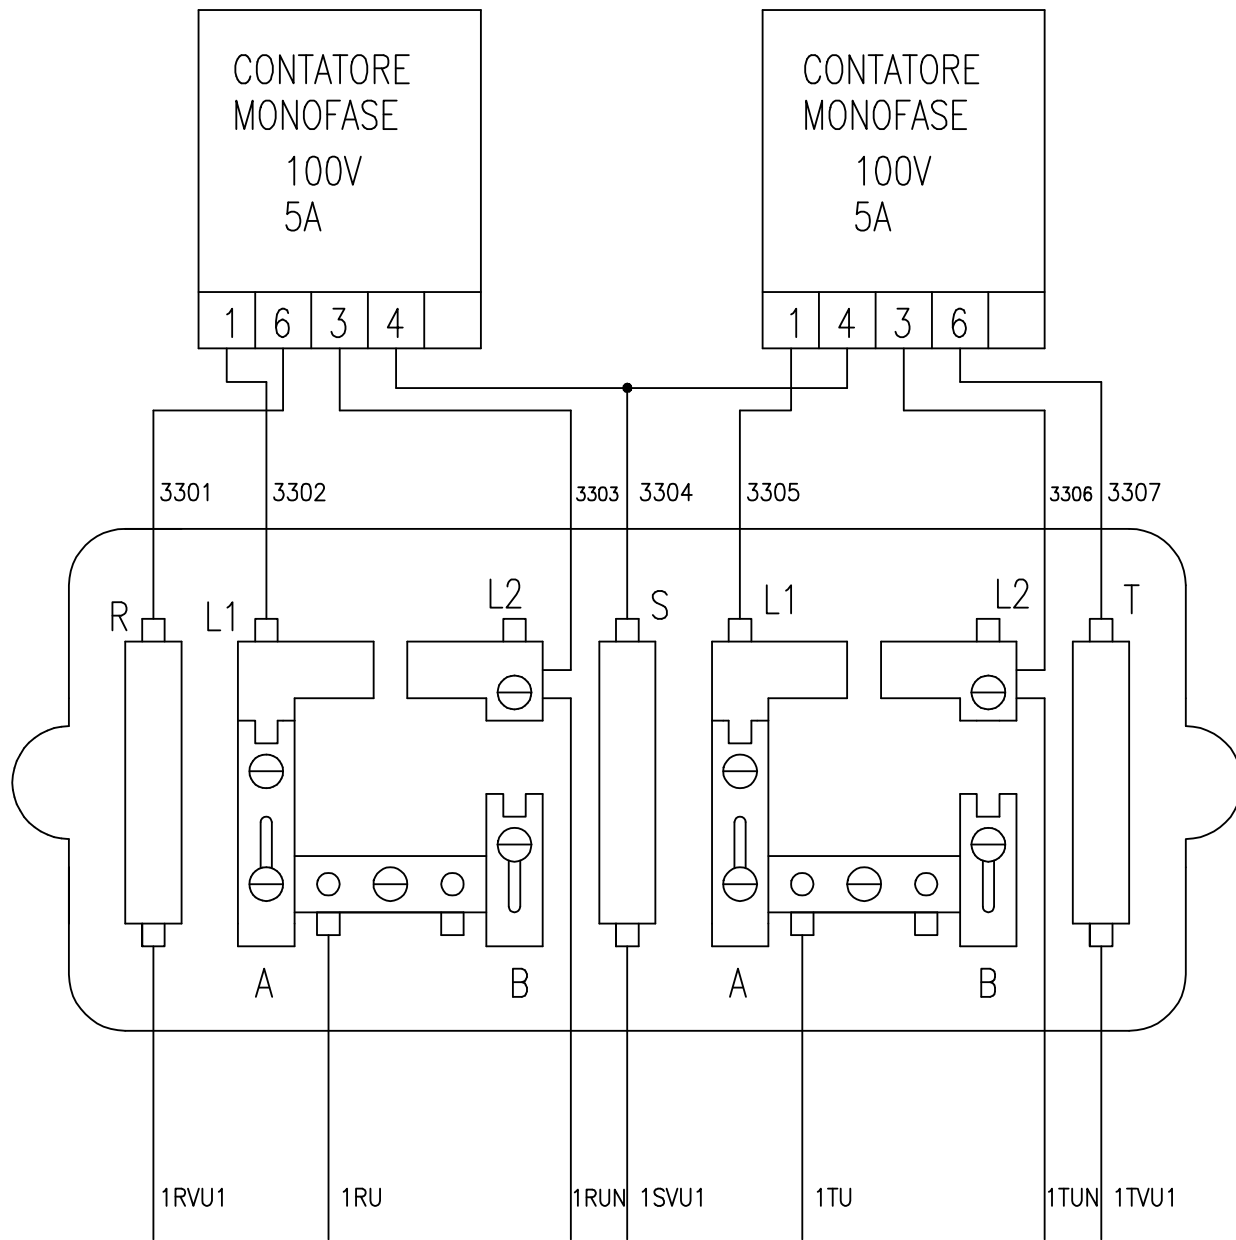 CONTATORE
MONOFASE
100V
5A
1 6 3 4
CONTATORE
MONOFASE
100V
5A
1 4 3 6
3301 3302 3303 3304 3305 3306 3307
R L1 L2 S L1 L2 T
A B A B
1RVU1 1RU 1RUN 1SVU1 1TU 1TUN 1TVU1